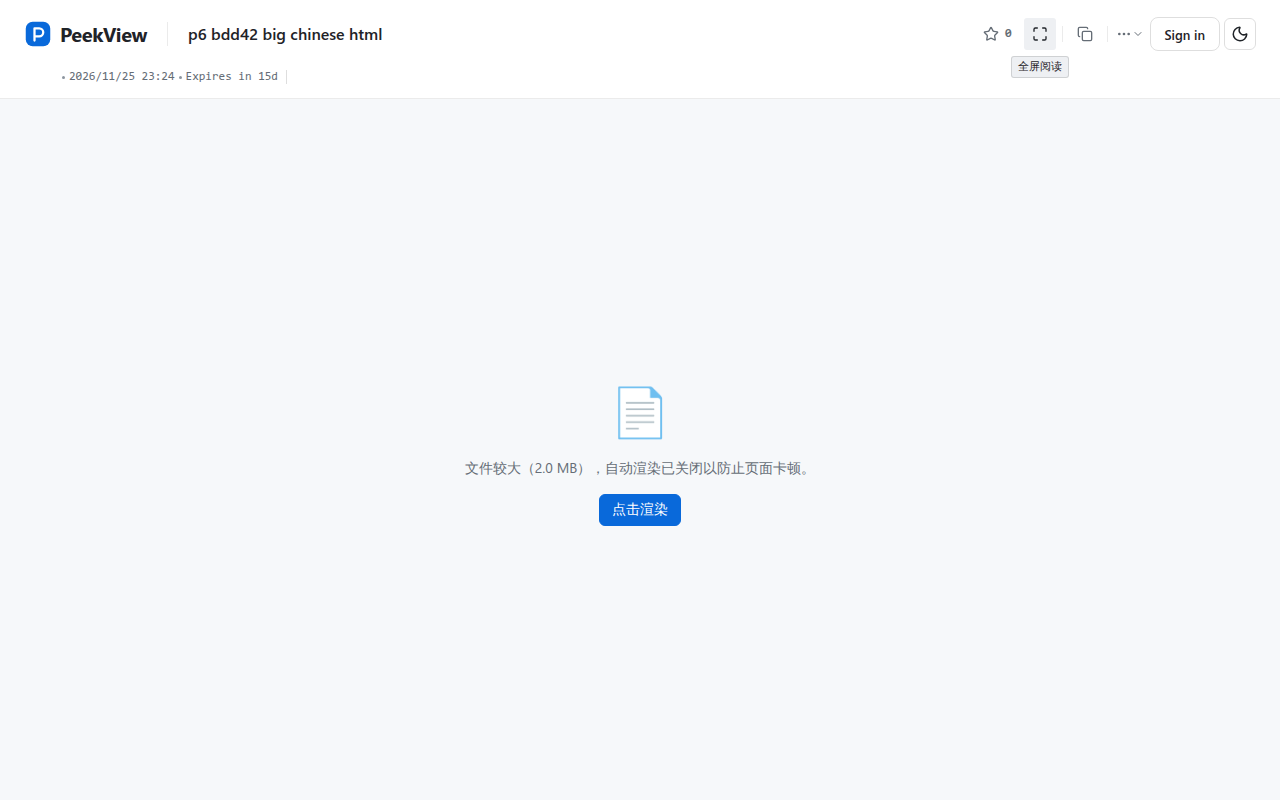 PeekView
p6 bdd42 big chinese html
0
Sign in
全屏阅读
• 2026/11/25 23:24 • Expires in 15d
文件较大（2.0 MB），自动渲染已关闭以防止页面卡顿。
点击渲染